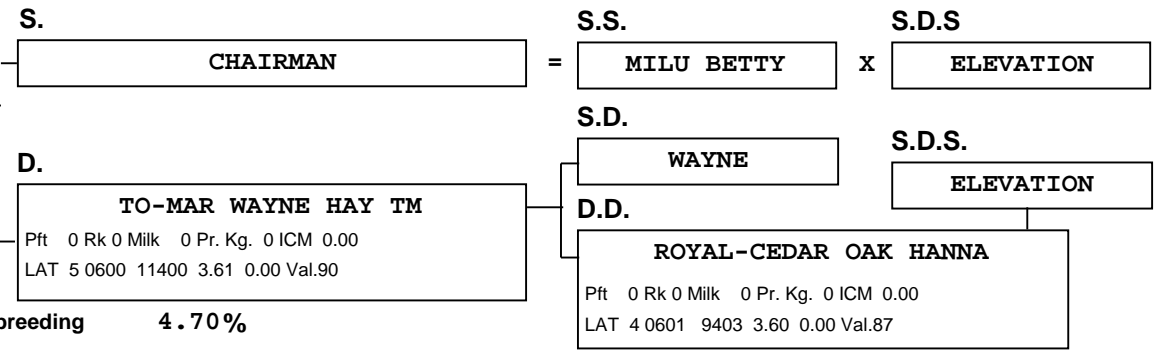 S. S.S. S.D.S
CHAIRMAN = MILU BETTY X ELEVATION
S.D. S.D.S.
D. WAYNE
ELEVATION
TO-MAR WAYNE HAY TM D.D.
Pft 0 Rk 0 Milk 0 Pr. Kg. 0 ICM 0.00
LAT 5 0600 11400 3.61 0.00 Val.90
ROYAL-CEDAR OAK HANNA
Pft 0 Rk 0 Milk 0 Pr. Kg. 0 ICM 0.00
LAT 4 0601 9403 3.60 0.00 Val.87
breeding 4.70%